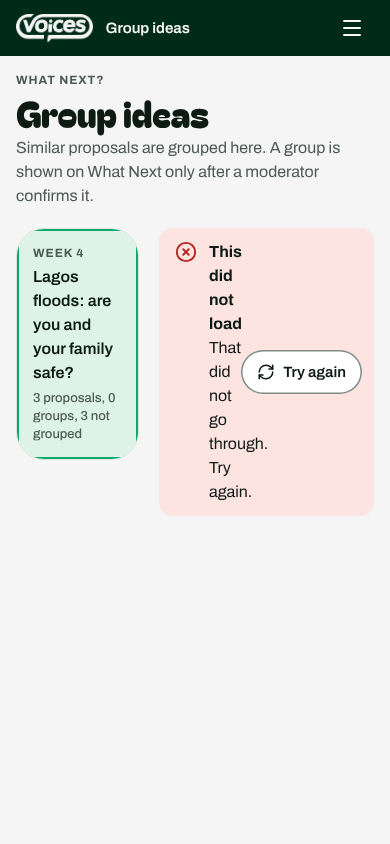 Voices
Group ideas
WHAT NEXT?
Group ideas
Similar proposals are grouped here. A group is
shown on What Next only after a moderator
confirms it.
WEEK 4
Lagos
floods: are
you and
your family
safe?
3 proposals, 0
groups, 3 not
grouped
This
did
not
load
That
did
not
go
through.
Try
again.
Try again